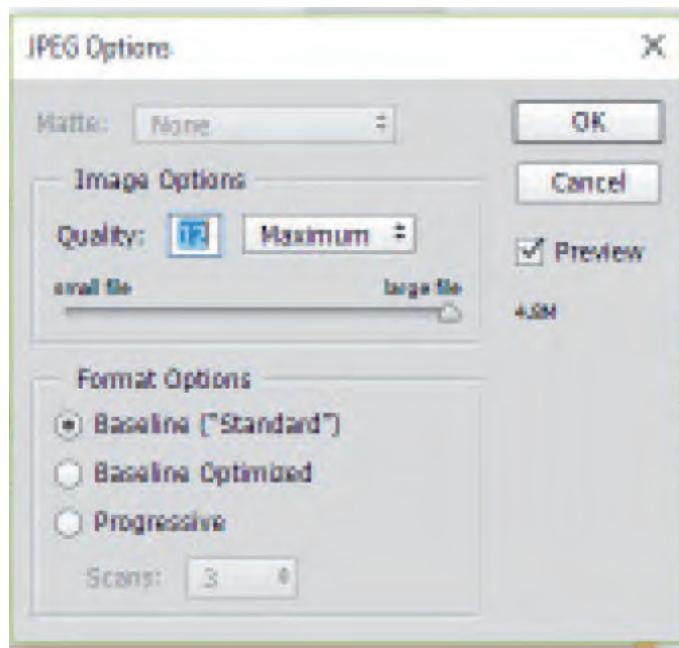 JPEG Options
Matte: None
OK
Image Options
Cancel
Quality: 12 Maximum
Preview
small file large file
4.8M
Format Options
Baseline ("Standard")
Baseline Optimized
Progressive
Scans: 3